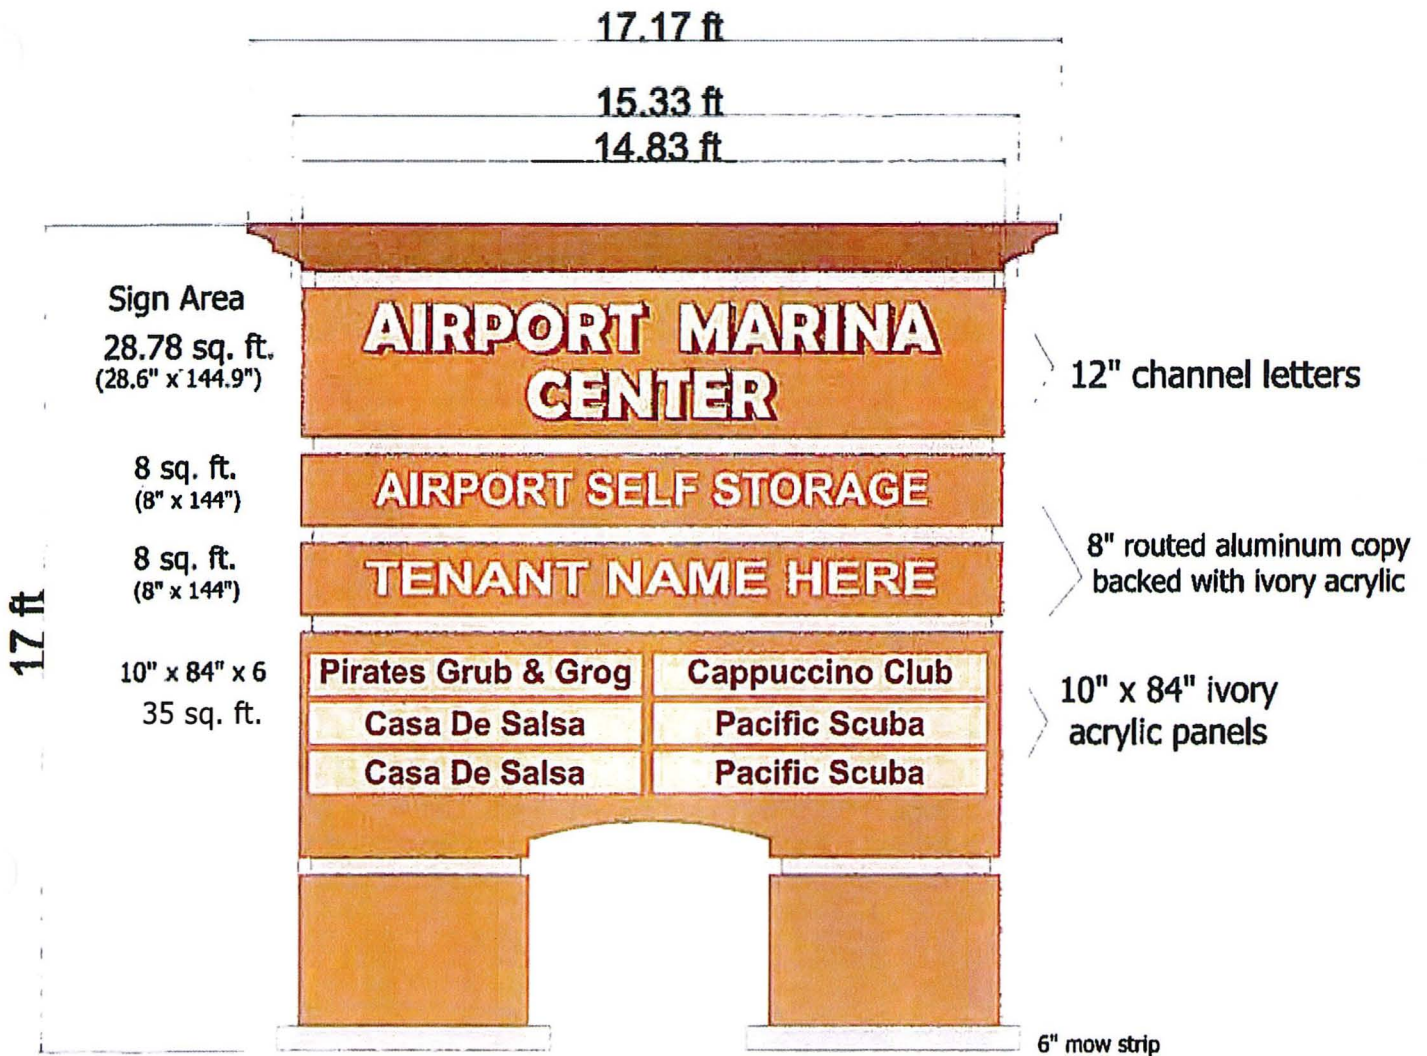 17.17 ft
15.33 ft
14.83 ft
Sign Area
28.78 sq. ft.
(28.6" x 144.9")
AIRPORT MARINA
CENTER
12" channel letters
8 sq. ft.
(8" x 144")
AIRPORT SELF STORAGE
8 sq. ft.
(8" x 144")
TENANT NAME HERE
8" routed aluminum copy
backed with ivory acrylic
17 ft
10" x 84" x 6
35 sq. ft.
Pirates Grub & Grog
Cappuccino Club
Casa De Salsa
Pacific Scuba
Casa De Salsa
Pacific Scuba
10" x 84" ivory
acrylic panels
6" mow strip